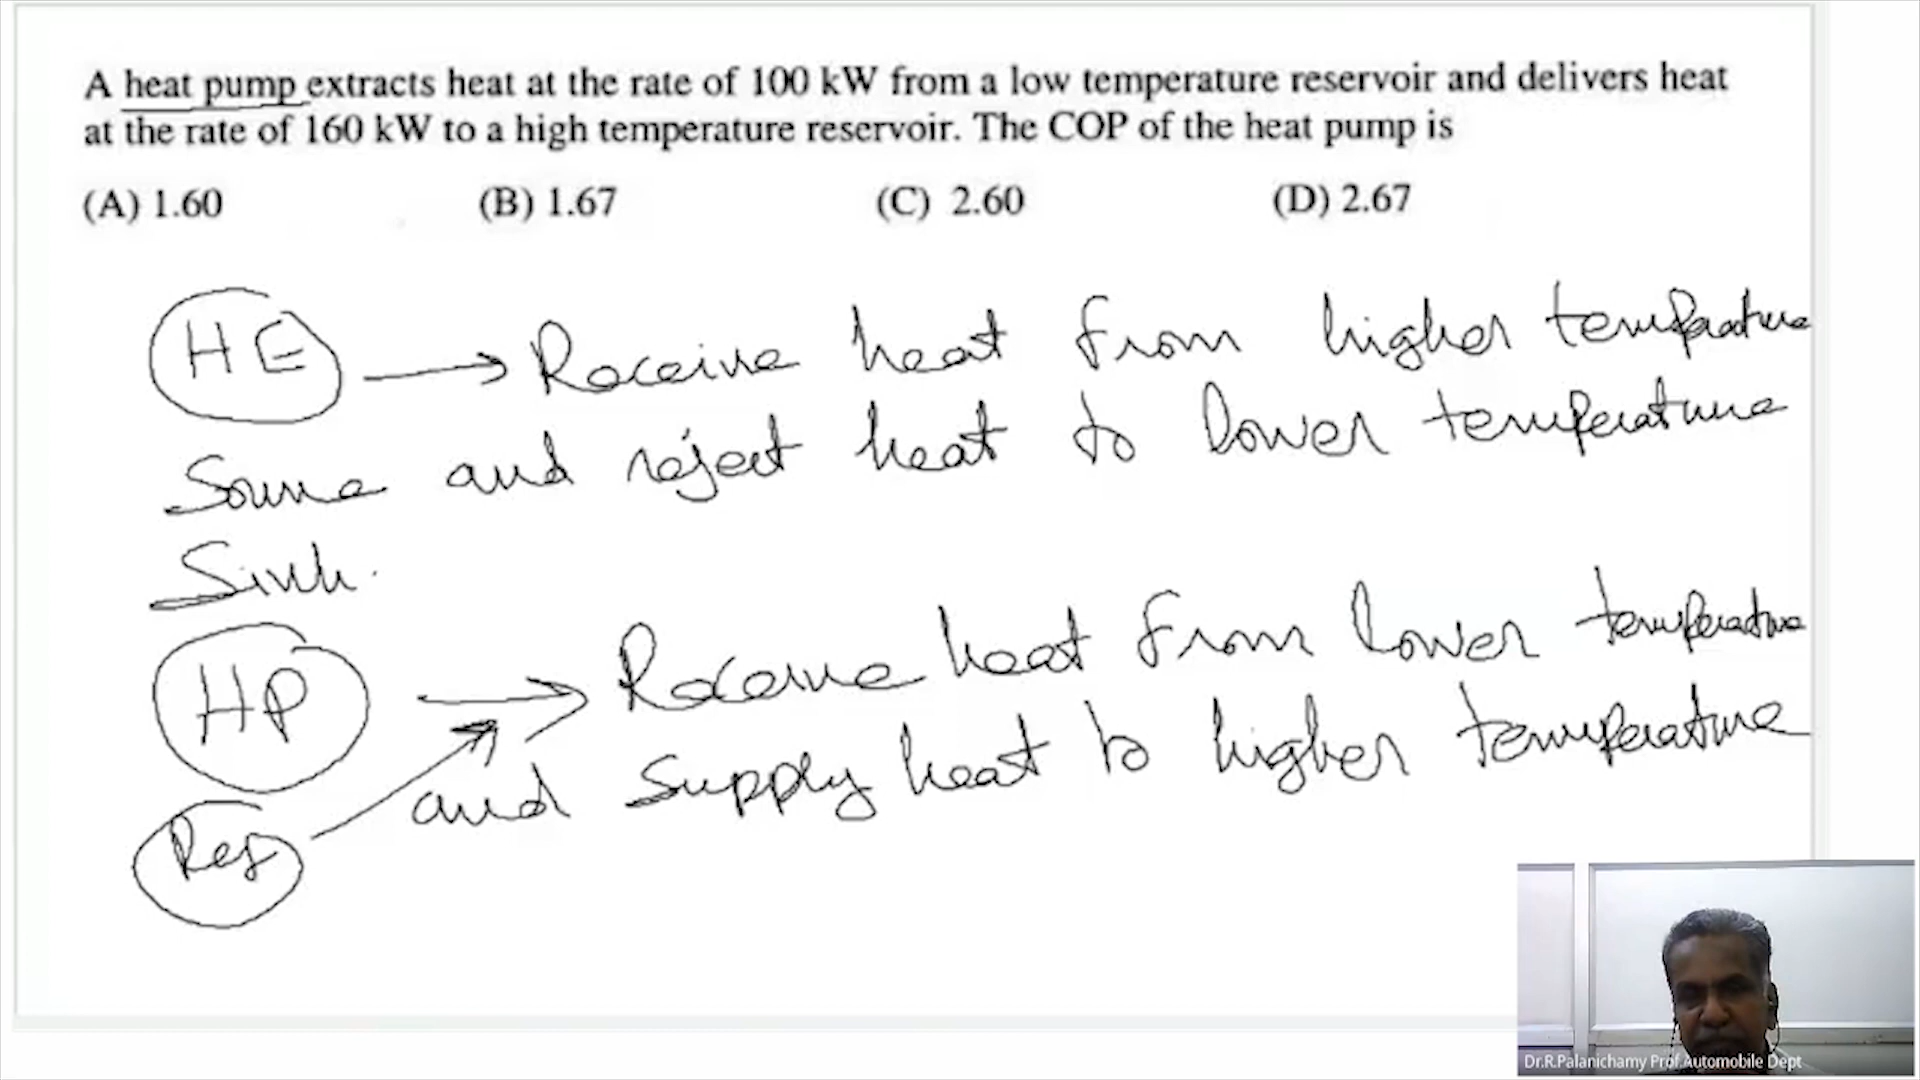 A heat pump extracts heat at the rate of 100 kW from a low temperature reservoir and delivers heat
at the rate of 160 kW to a high temperature reservoir. The COP of the heat pump is
(A) 1.60 (B) 1.67 (C) 2.60 (D) 2.67
HE → Receive heat from higher temperature
Source and reject heat to lower temperature
Sink.
HP → Receive heat from lower temperature
and supply heat to higher temperature
Ref
Dr.R.Palanichamy Prof.Automobile Dept